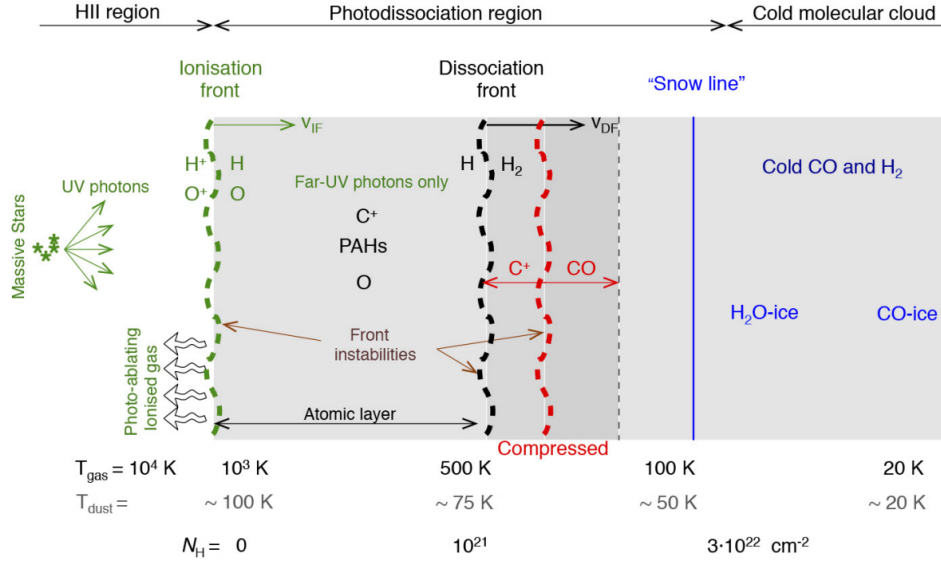 HII region
Photodissociation region
Cold molecular cloud
Ionisation
front
Dissociation
front
“Snow line”
V_IF
V_DF
H⁺ H
O⁺ O
H H₂
UV photons
Far-UV photons only
Cold CO and H₂
Massive Stars
C⁺
PAHs
O
C⁺ CO
H₂O-ice
CO-ice
Front
instabilities
Photo-ablating
Ionised gas
Atomic layer
Compressed
T_gas = 10⁴ K 10³ K 500 K 100 K 20 K
T_dust = ~ 100 K ~ 75 K ~ 50 K ~ 20 K
N_H = 0 10²¹ 3·10²² cm⁻²